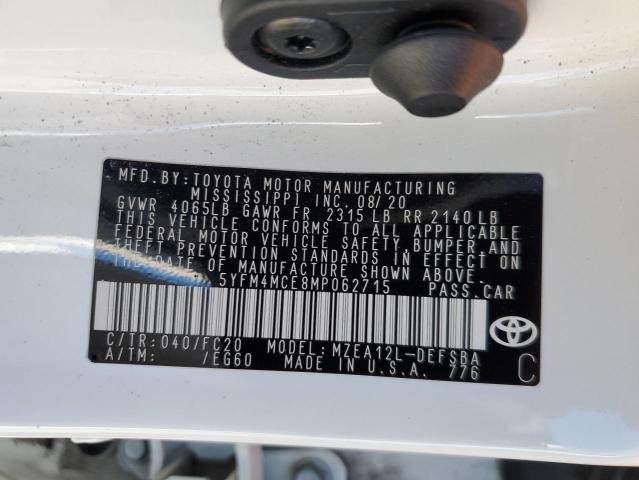 MFD.BY:TOYOTA MOTOR MANUFACTURING
MISSISSIPPI INC. 08/20
GVWR 4065LB GAWR FR 2315 LB RR 2140 LB
THIS VEHICLE CONFORMS TO ALL APPLICABLE
FEDERAL MOTOR VEHICLE SAFETY, BUMPER, AND
THEFT PREVENTION STANDARDS IN EFFECT ON
THE DATE OF MANUFACTURE SHOWN ABOVE.
5YFM4MCE8MP062715 PASS.CAR
C/TR:040/FC20 MODEL:MZEA12L-DEFSBA
A/TM: /EG60 MADE IN U.S.A. 776
C